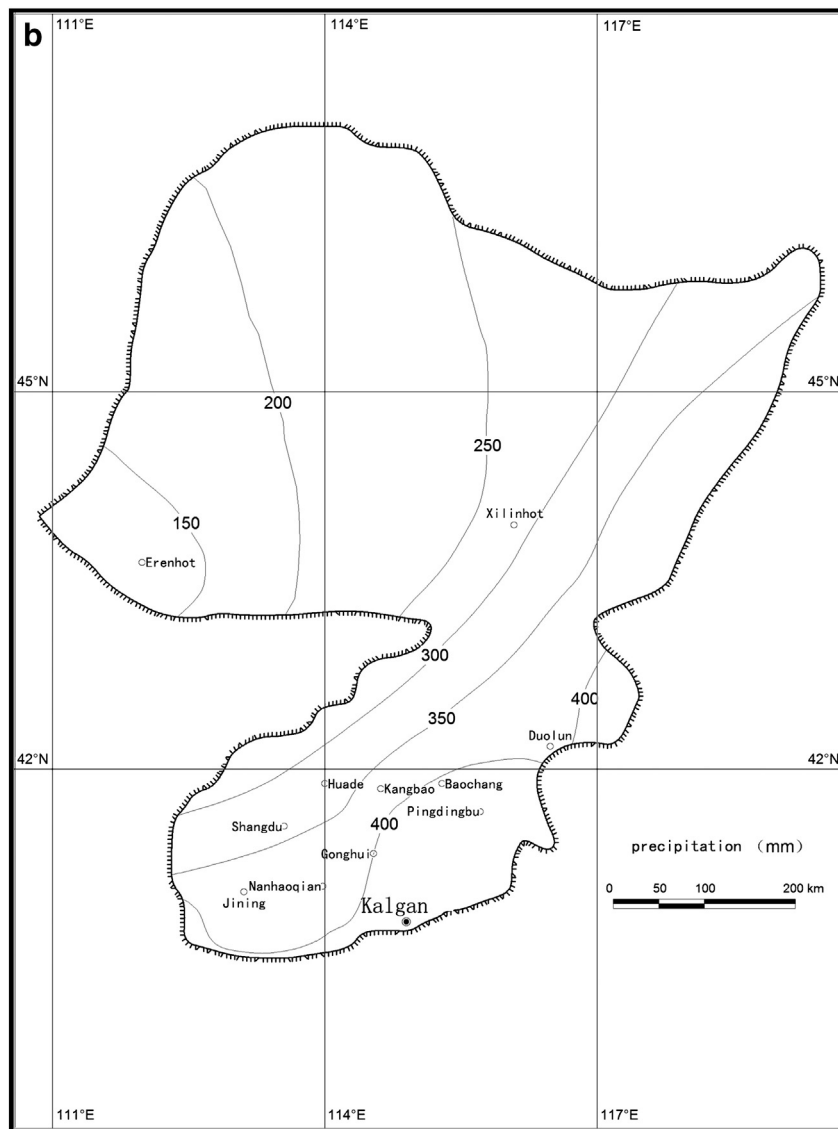 b
111°E
114°E
117°E
45°N
45°N
200
250
150
Xilinhot
Erenhot
300
350
400
Duolun
42°N
42°N
Huade
Kangbao
Baochang
Pingdingbu
400
Shangdu
Gonghui
precipitation (mm)
Nanhaoqian
Jining
Kalgan
0 50 100 200 km
111°E
114°E
117°E